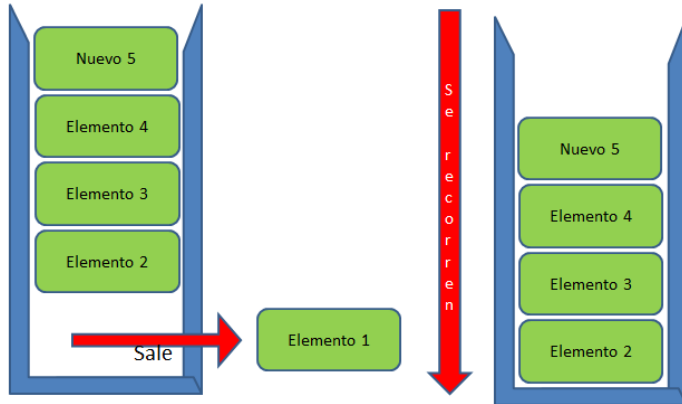 Nuevo 5
Elemento 4
Elemento 3
Elemento 2
Sale
Elemento 1
Se recorren
Nuevo 5
Elemento 4
Elemento 3
Elemento 2